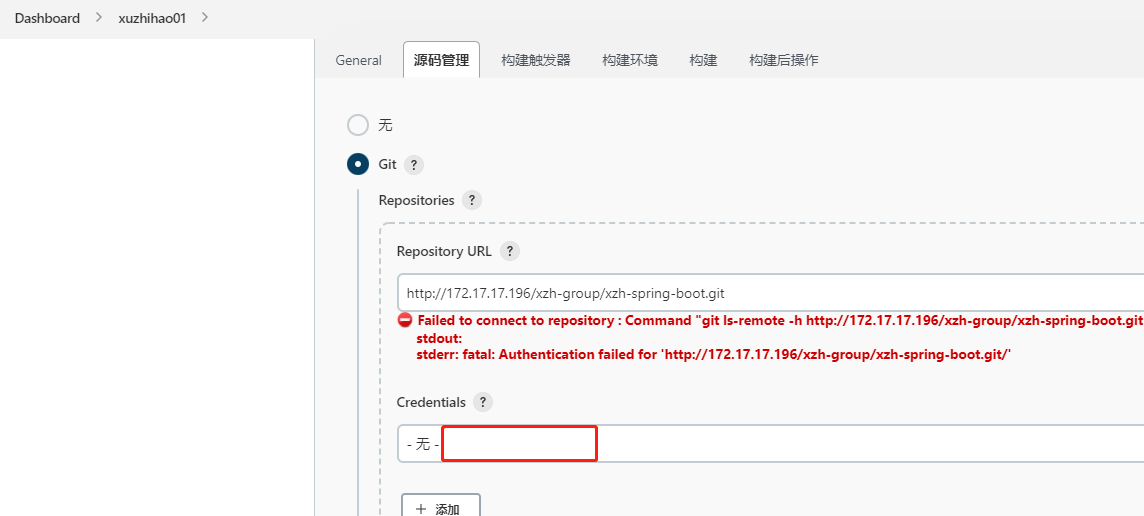 Dashboard > xuzhihao01 >
General 源码管理 构建触发器 构建环境 构建 构建后操作
无
Git ?
Repositories ?
Repository URL ?
http://172.17.17.196/xzh-group/xzh-spring-boot.git
Failed to connect to repository : Command "git ls-remote -h http://172.17.17.196/xzh-group/xzh-spring-boot.git
stdout:
stderr: fatal: Authentication failed for 'http://172.17.17.196/xzh-group/xzh-spring-boot.git/'
Credentials ?
- 无 -
+ 添加